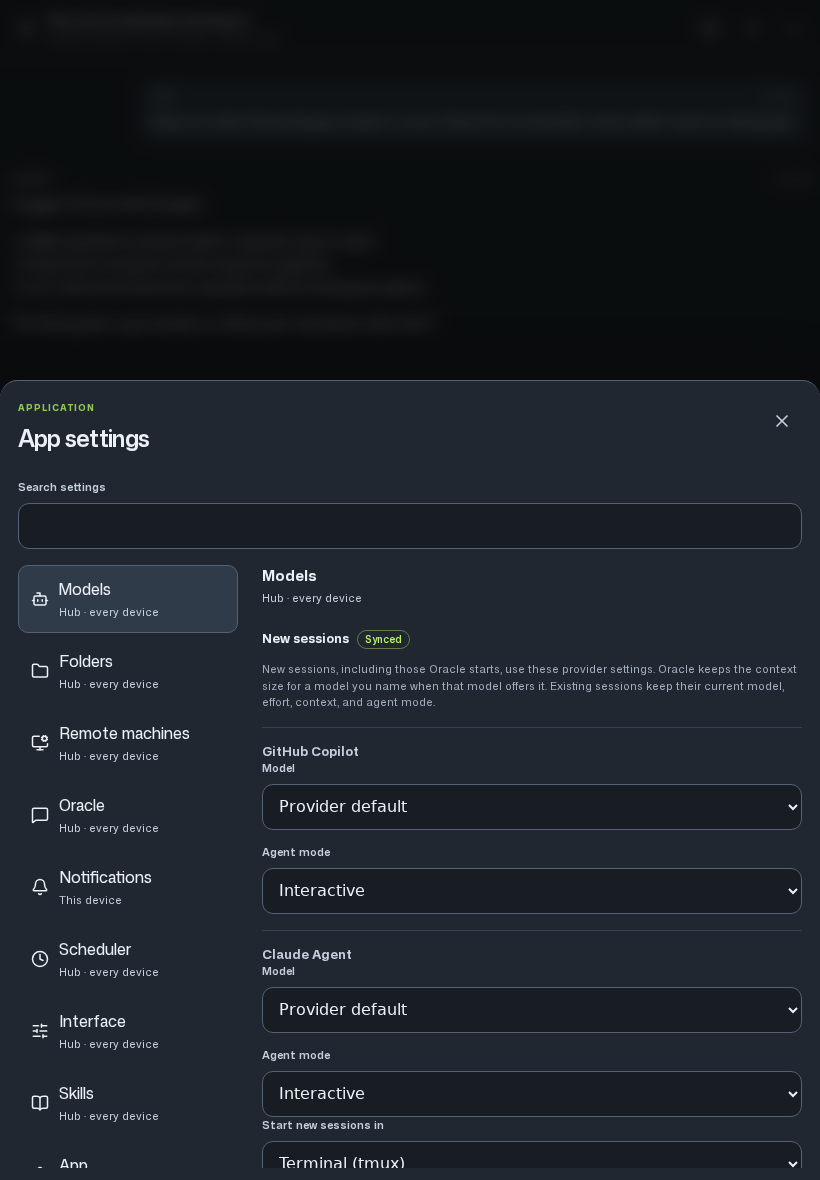 APPLICATION
App settings
Search settings
Models
Hub · every device
Folders
Hub · every device
Remote machines
Hub · every device
Oracle
Hub · every device
Notifications
This device
Scheduler
Hub · every device
Interface
Hub · every device
Skills
Hub · every device
App
Models
Hub · every device
New sessions
Synced
New sessions, including those Oracle starts, use these provider settings. Oracle keeps the context
size for a model you name when that model offers it. Existing sessions keep their current model,
effort, context, and agent mode.
GitHub Copilot
Model
Provider default
Agent mode
Interactive
Claude Agent
Model
Provider default
Agent mode
Interactive
Start new sessions in
Terminal (tmux)